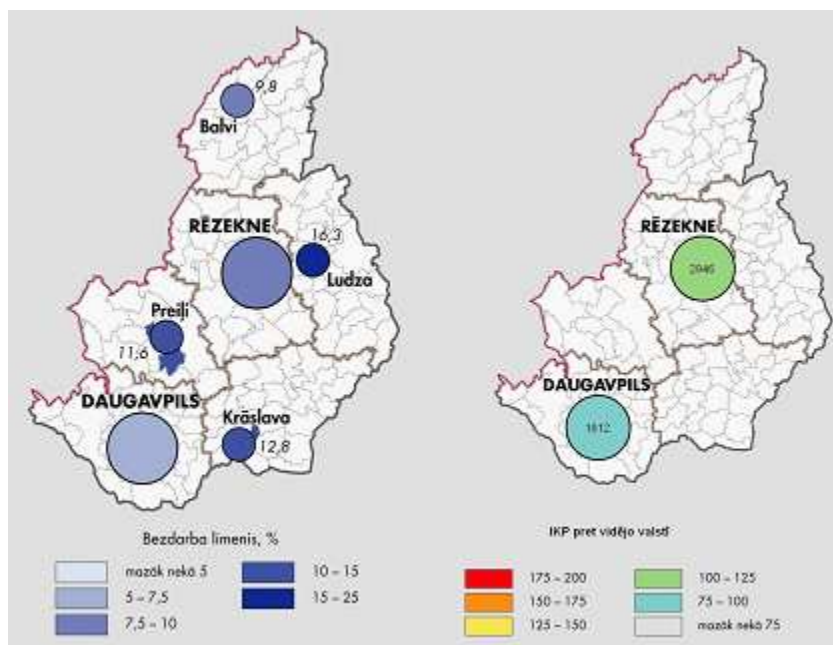 9,8
Balvi
RĒZEKNE
16,3
Ludza
Preiļi
11,6
DAUGAVPILS
Krāslava
12,8
Bezdarba līmenis, %
mazāk nekā 5
5 – 7,5
7,5 – 10
10 – 15
15 – 25
RĒZEKNE
2046
DAUGAVPILS
1612
IKP pret vidējo valstī
175 – 200
150 – 175
125 – 150
100 – 125
75 – 100
mazāk nekā 75